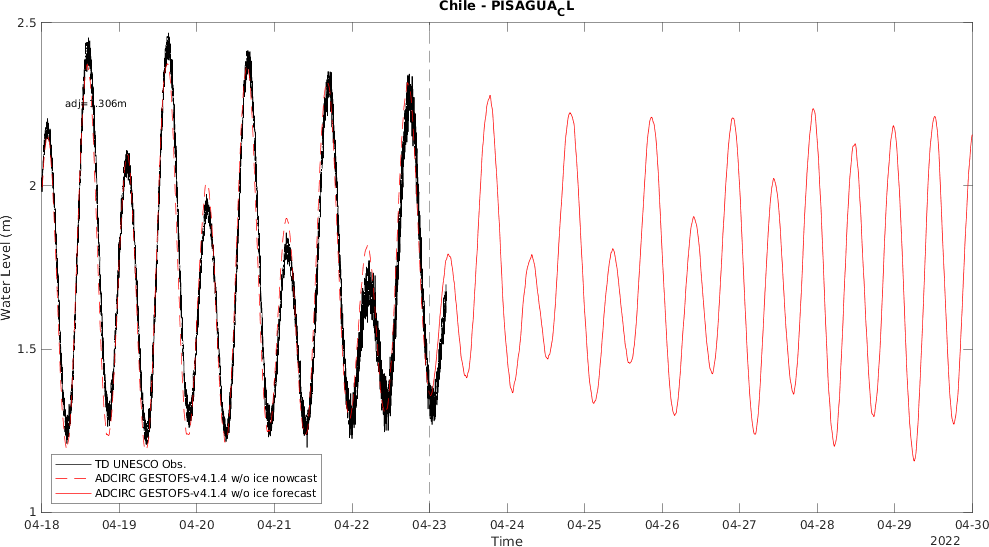 Chile - PISAGUA_CL
2.5
2
1.5
1
Water Level (m)
adj=1.306m
TD UNESCO Obs.
ADCIRC GESTOFS-v4.1.4 w/o ice nowcast
ADCIRC GESTOFS-v4.1.4 w/o ice forecast
04-18 04-19 04-20 04-21 04-22 04-23 04-24 04-25 04-26 04-27 04-28 04-29 04-30
Time
2022